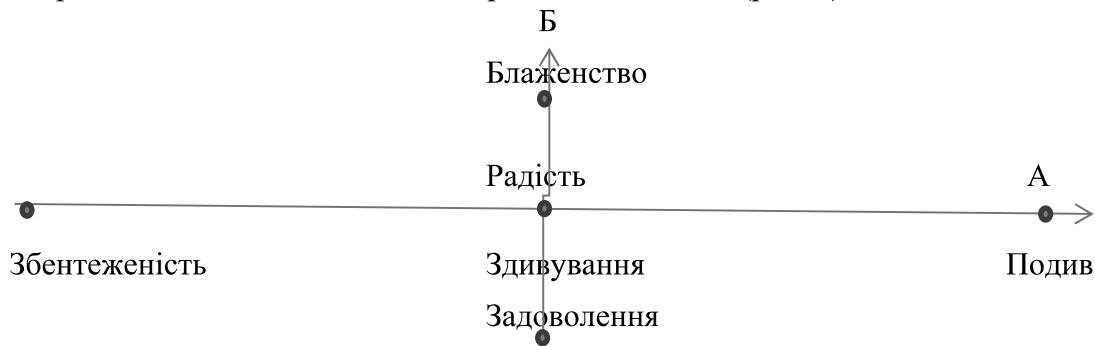 Б
Блаженство
Радість А
Збентеженість Здивування Подив
Задоволення